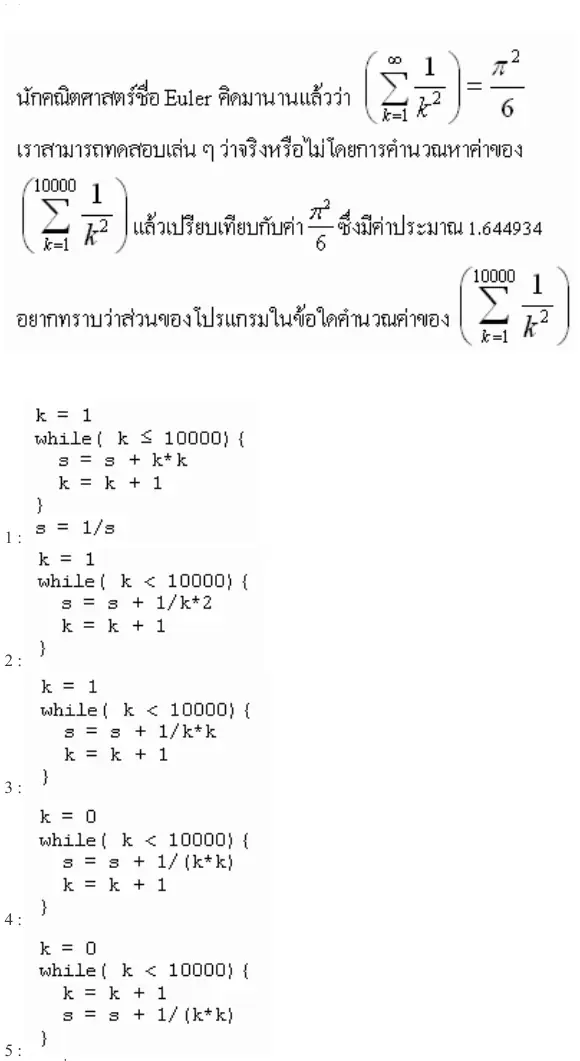 นักคณิตศาสตร์ชื่อ Euler คิดมานานแล้วว่า (∑_{k=1}^{∞} 1/k²) = π²/6
เราสามารถทดสอบเล่น ๆ ว่าจริงหรือไม่โดยการคำนวณหาค่าของ
(∑_{k=1}^{10000} 1/k²) แล้วเปรียบเทียบกับค่า π²/6 ซึ่งมีค่าประมาณ 1.644934
อยากทราบว่าส่วนของโปรแกรมในข้อใดคำนวณค่าของ (∑_{k=1}^{10000} 1/k²)
k = 1
while( k ≤ 10000){
s = s + k*k
k = k + 1
}
1 : s = 1/s
k = 1
while( k < 10000){
s = s + 1/k*2
k = k + 1
2 : }
k = 1
while( k < 10000){
s = s + 1/k*k
k = k + 1
3 : }
k = 0
while( k < 10000){
s = s + 1/(k*k)
k = k + 1
4 : }
k = 0
while( k < 10000){
k = k + 1
s = s + 1/(k*k)
5 : }